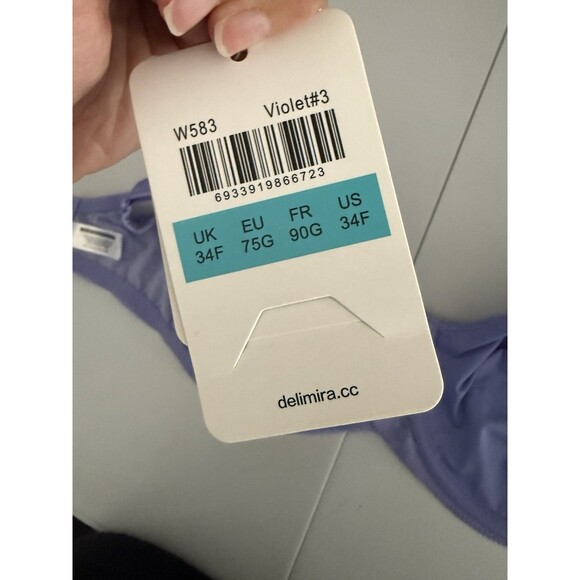 W583 Violet#3
6933919866723
UK EU FR US
34F 75G 90G 34F
delimira.cc